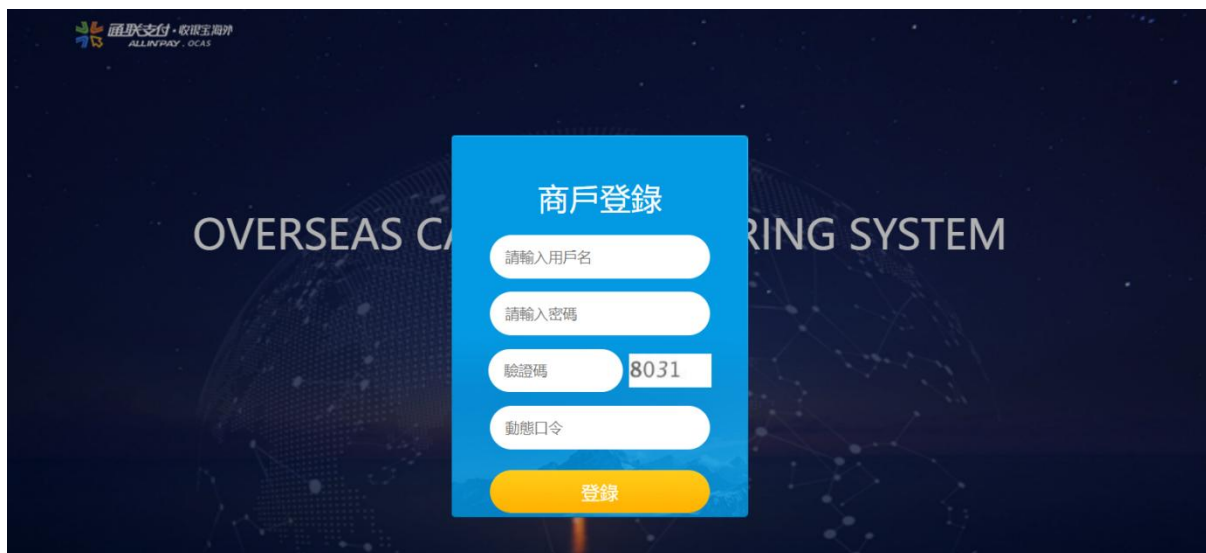 通联支付·收银宝海外
ALLINPAY . OCAS
商戶登錄
OVERSEAS RING SYSTEM
請輸入用戶名
請輸入密碼
驗證碼 8031
動態口令
登錄